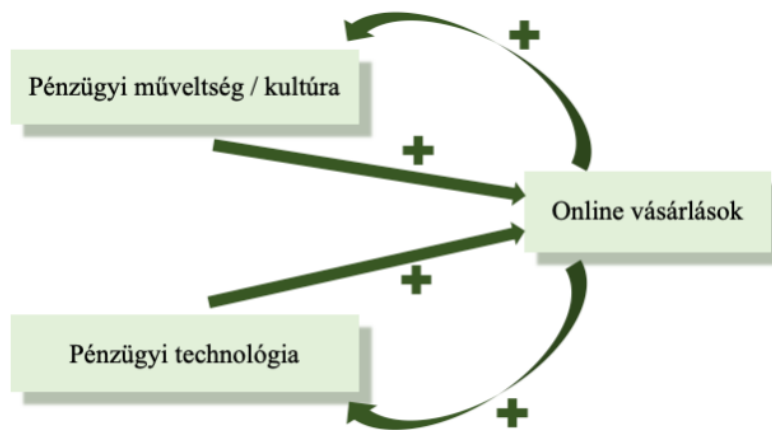 Pénzügyi műveltség / kultúra
Online vásárlások
Pénzügyi technológia